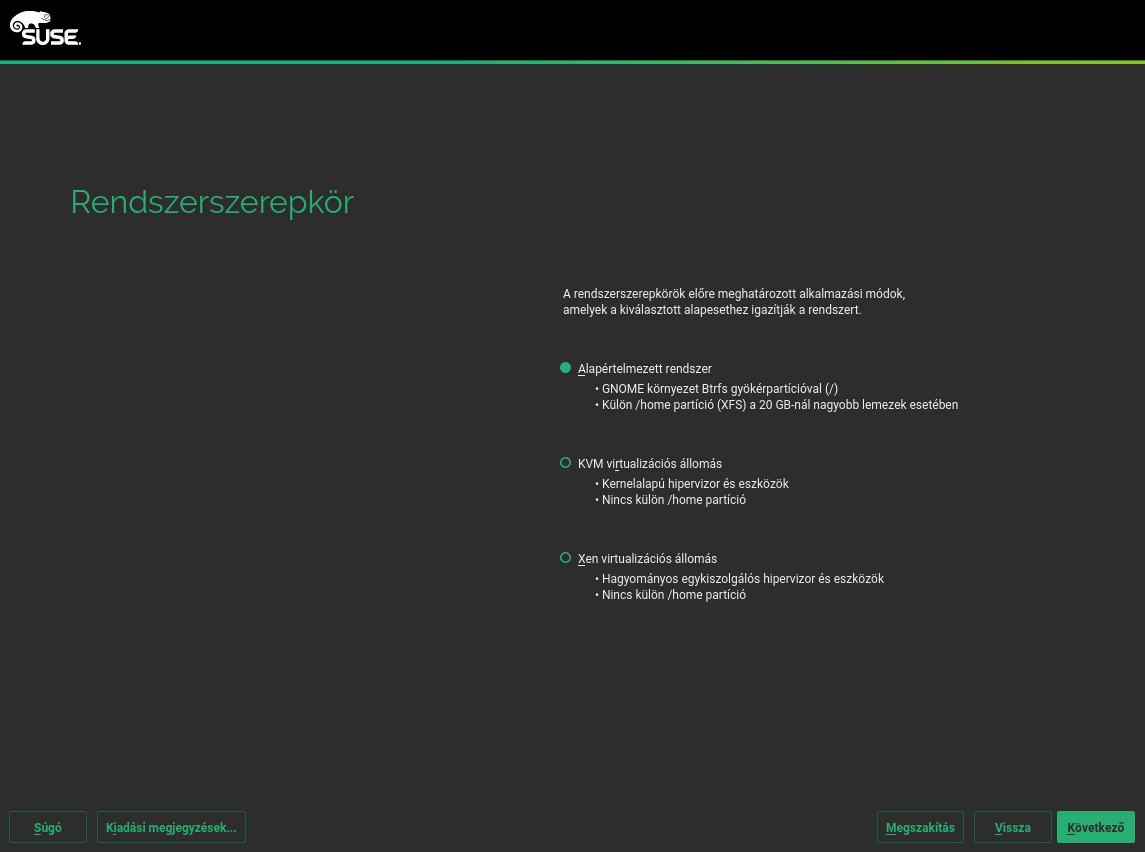 SUSE.
Rendszerszerepkör
A rendszerszerepkörök előre meghatározott alkalmazási módok,
amelyek a kiválasztott alapesethez igazítják a rendszert.
Alapértelmezett rendszer
• GNOME környezet Btrfs gyökérpartícióval (/)
• Külön /home partíció (XFS) a 20 GB-nál nagyobb lemezek esetében
KVM virtualizációs állomás
• Kernelalapú hipervizor és eszközök
• Nincs külön /home partíció
Xen virtualizációs állomás
• Hagyományos egykiszolgálós hipervizor és eszközök
• Nincs külön /home partíció
Súgó Kiadási megjegyzések... Megszakítás Vissza Következő